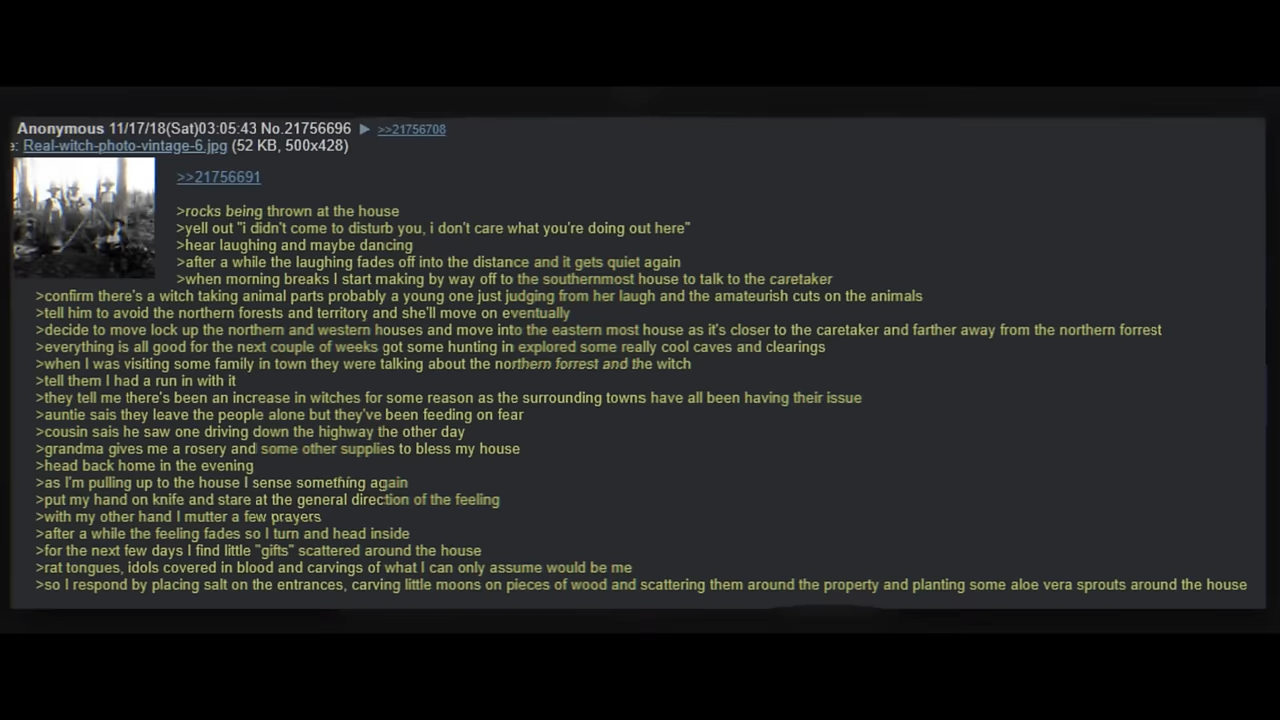 Anonymous 11/17/18(Sat)03:05:43 No.21756696 ▶ >>21756708
e: Real-witch-photo-vintage-6.jpg (52 KB, 500x428)
>>21756691
>rocks being thrown at the house
>yell out "i didn't come to disturb you, i don't care what you're doing out here"
>hear laughing and maybe dancing
>after a while the laughing fades off into the distance and it gets quiet again
>when morning breaks I start making by way off to the southernmost house to talk to the caretaker
>confirm there's a witch taking animal parts probably a young one just judging from her laugh and the amateurish cuts on the animals
>tell him to avoid the northern forests and territory and she'll move on eventually
>decide to move lock up the northern and western houses and move into the eastern most house as it's closer to the caretaker and farther away from the northern forrest
>everything is all good for the next couple of weeks got some hunting in explored some really cool caves and clearings
>when I was visiting some family in town they were talking about the northern forrest and the witch
>tell them I had a run in with it
>they tell me there's been an increase in witches for some reason as the surrounding towns have all been having their issue
>auntie sais they leave the people alone but they've been feeding on fear
>cousin sais he saw one driving down the highway the other day
>grandma gives me a rosery and some other supplies to bless my house
>head back home in the evening
>as I'm pulling up to the house I sense something again
>put my hand on knife and stare at the general direction of the feeling
>with my other hand I mutter a few prayers
>after a while the feeling fades so I turn and head inside
>for the next few days I find little "gifts" scattered around the house
>rat tongues, idols covered in blood and carvings of what I can only assume would be me
>so I respond by placing salt on the entrances, carving little moons on pieces of wood and scattering them around the property and planting some aloe vera sprouts around the house